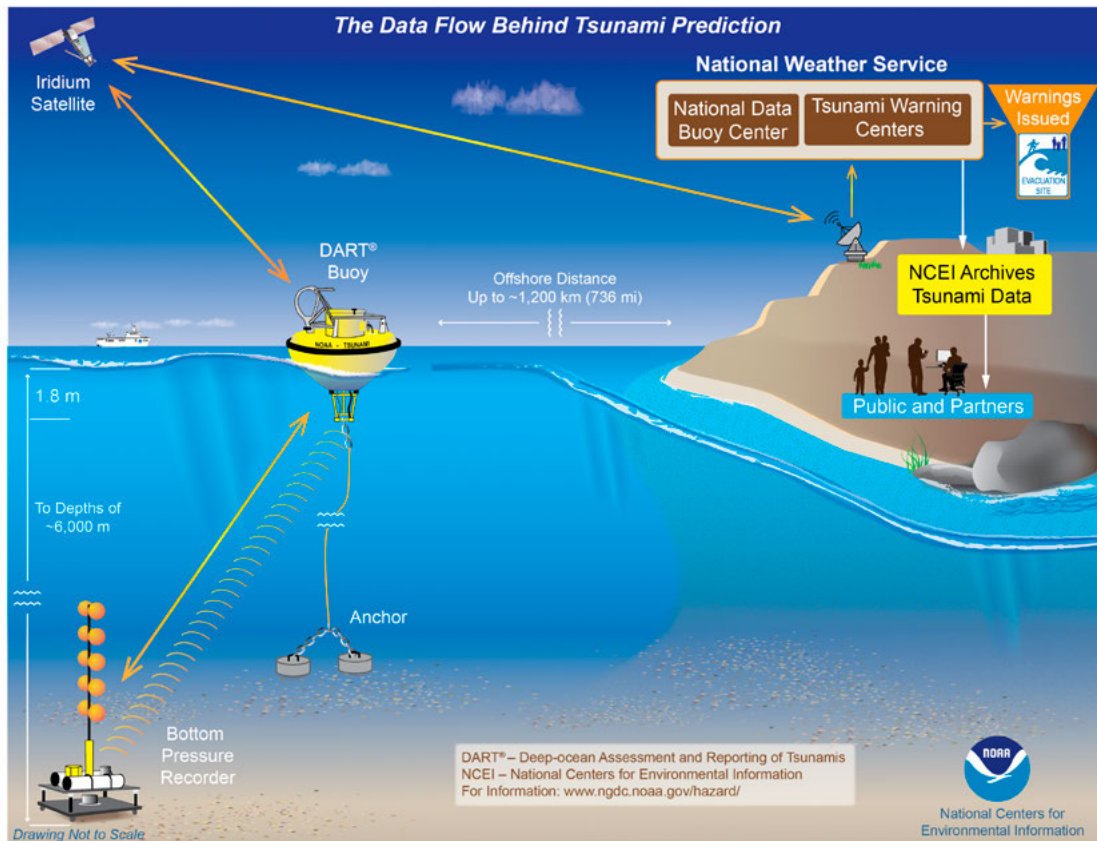 The Data Flow Behind Tsunami Prediction
Iridium
Satellite
National Weather Service
National Data
Buoy Center
Tsunami Warning
Centers
Warnings
Issued
EVACUATION
SITE
DART®
Buoy
Offshore Distance
Up to ~1,200 km (736 mi)
NCEI Archives
Tsunami Data
NOAA - TSUNAMI
1.8 m
Public and Partners
To Depths of
~6,000 m
Anchor
Bottom
Pressure
Recorder
DART® – Deep-ocean Assessment and Reporting of Tsunamis
NCEI – National Centers for Environmental Information
For Information: www.ngdc.noaa.gov/hazard/
NOAA
National Centers for
Environmental Information
Drawing Not to Scale